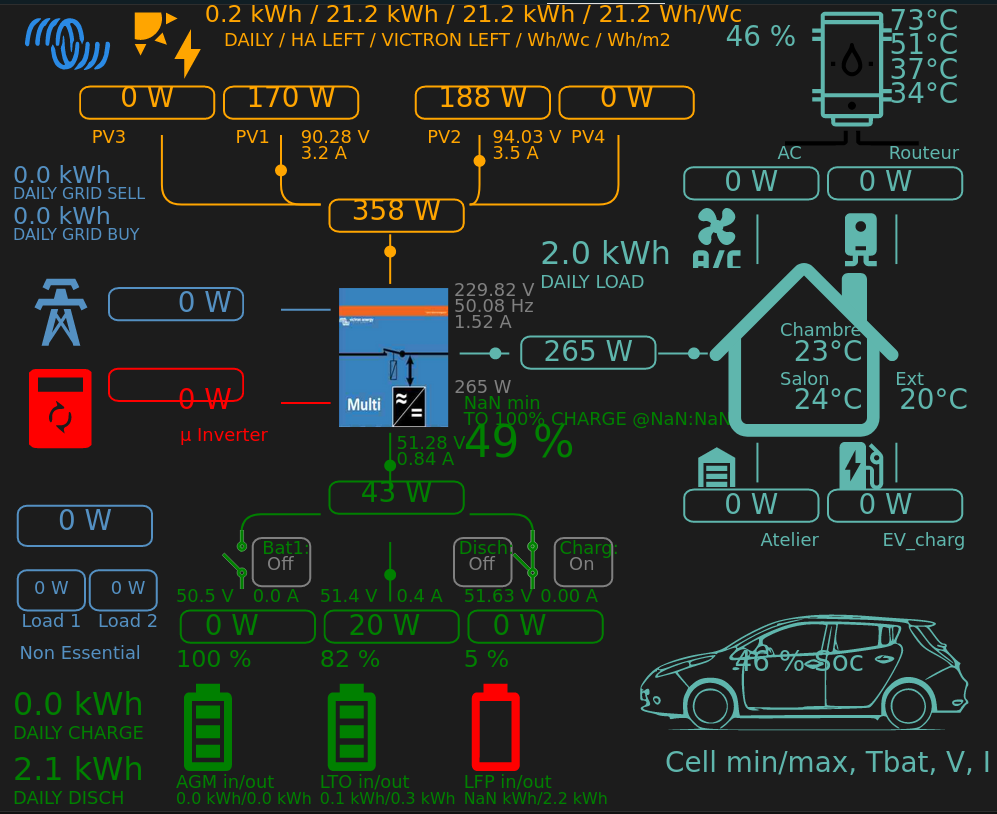 0.2 kWh / 21.2 kWh / 21.2 kWh / 21.2 Wh/Wc
DAILY / HA LEFT / VICTRON LEFT / Wh/Wc / Wh/m2
46 %
73°C
51°C
37°C
34°C
0 W
170 W
188 W
0 W
PV3
PV1
90.28 V
3.2 A
PV2
94.03 V
3.5 A
PV4
AC
Routeur
0 W
0 W
0.0 kWh
DAILY GRID SELL
0.0 kWh
DAILY GRID BUY
358 W
A/C
2.0 kWh
DAILY LOAD
0 W
229.82 V
50.08 Hz
1.52 A
265 W
Chambre
23°C
Salon
24°C
Ext
20°C
0 W
µ Inverter
Multi
265 W
NaN min
TO 100% CHARGE @NaN:NaN
49 %
51.28 V
0.84 A
43 W
0 W
0 W
Atelier
EV_charg
0 W
0 W
0 W
Load 1
Load 2
Non Essential
Bat1:
Off
Disch:
Off
Charg:
On
50.5 V
0.0 A
51.4 V
0.4 A
51.63 V
0.00 A
0 W
20 W
0 W
100 %
82 %
5 %
46 % Soc
Cell min/max, Tbat, V, I
0.0 kWh
DAILY CHARGE
2.1 kWh
DAILY DISCH
AGM in/out
0.0 kWh/0.0 kWh
LTO in/out
0.1 kWh/0.3 kWh
LFP in/out
NaN kWh/2.2 kWh